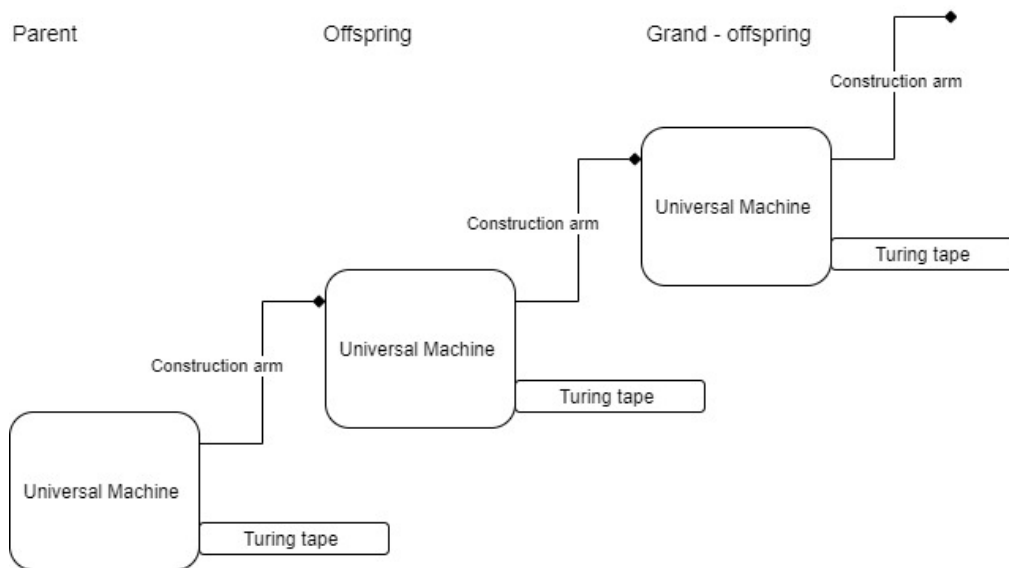 Parent
Offspring
Grand - offspring
Construction arm
Universal Machine
Construction arm
Turing tape
Universal Machine
Construction arm
Turing tape
Universal Machine
Turing tape